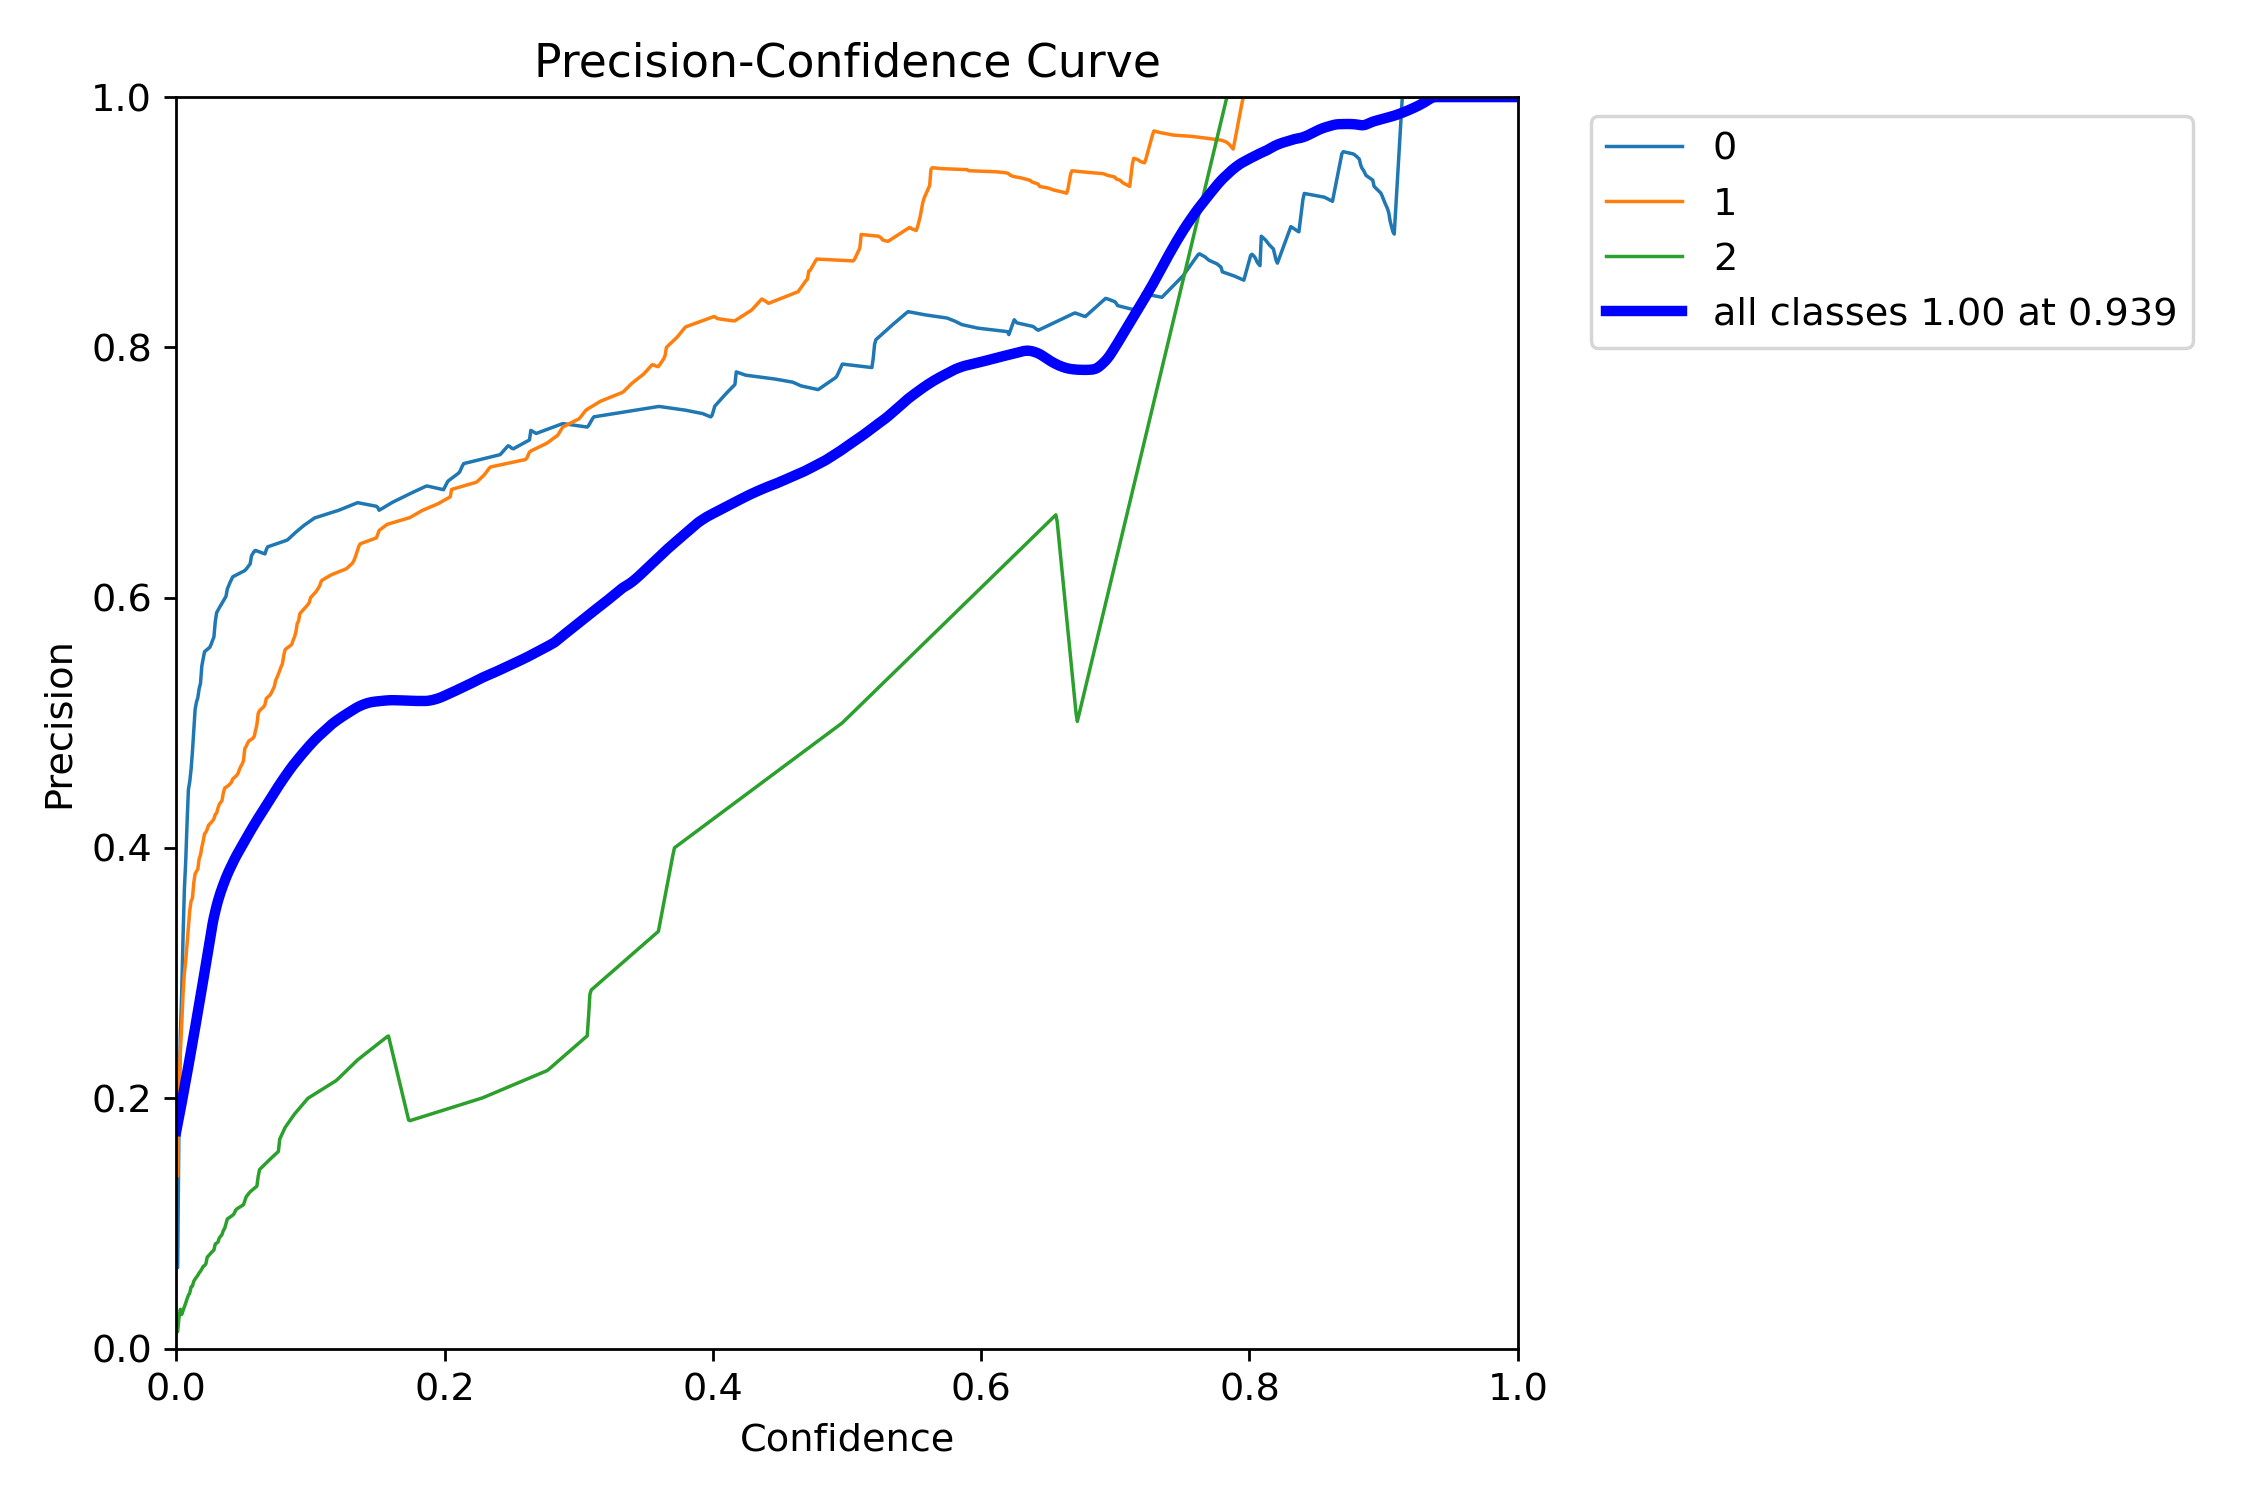 Precision-Confidence Curve
1.0
0.8
0.6
0.4
0.2
0.0
Precision
0.0 0.2 0.4 0.6 0.8 1.0
Confidence
0
1
2
all classes 1.00 at 0.939